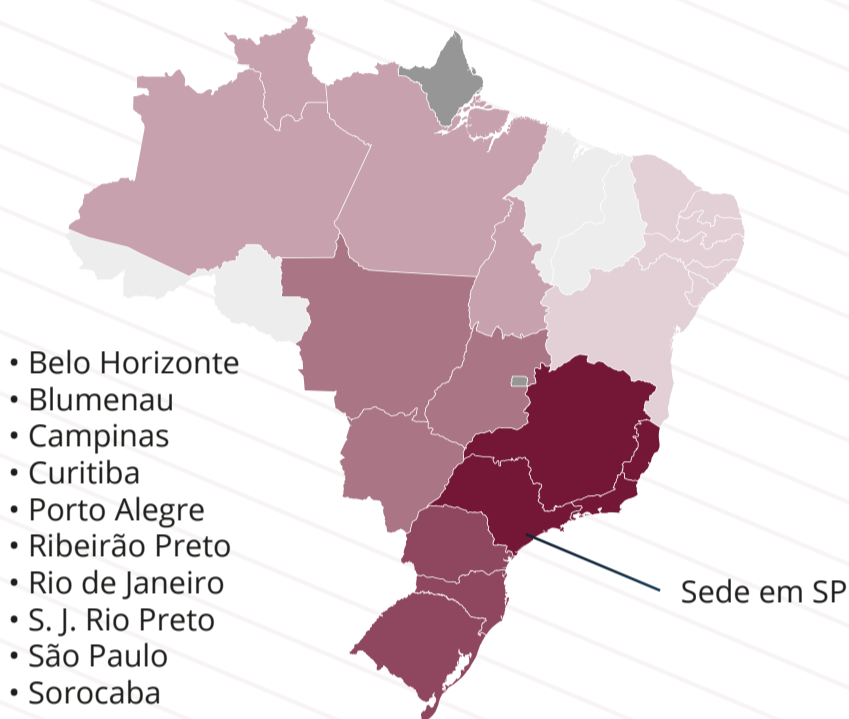 • Belo Horizonte
• Blumenau
• Campinas
• Curitiba
• Porto Alegre
• Ribeirão Preto
• Rio de Janeiro
• S. J. Rio Preto
• São Paulo
• Sorocaba
Sede em SP